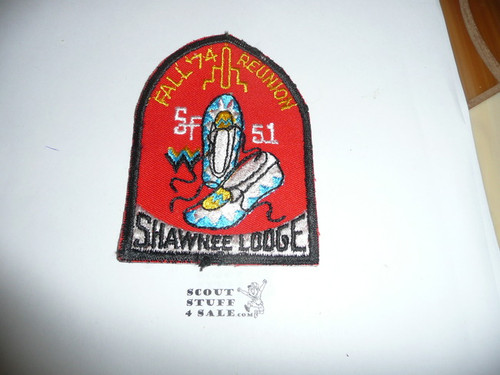 FALL '74 REUNION
Sf 51
W
SHAWNEE LODGE
SCOUT
STUFF
4 SALE.COM